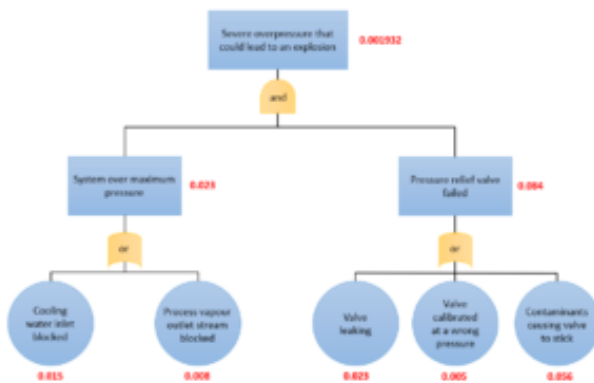 Severe overpressure that
could lead to an explosion
0.001932
and
System over maximum
pressure
0.023
Pressure relief valve
failed
0.084
or
or
Cooling
water inlet
blocked
Process vapour
outlet stream
blocked
Valve
leaking
Valve
calibrated
at a wrong
pressure
Contaminants
causing valve
to stick
0.015
0.008
0.023
0.005
0.056